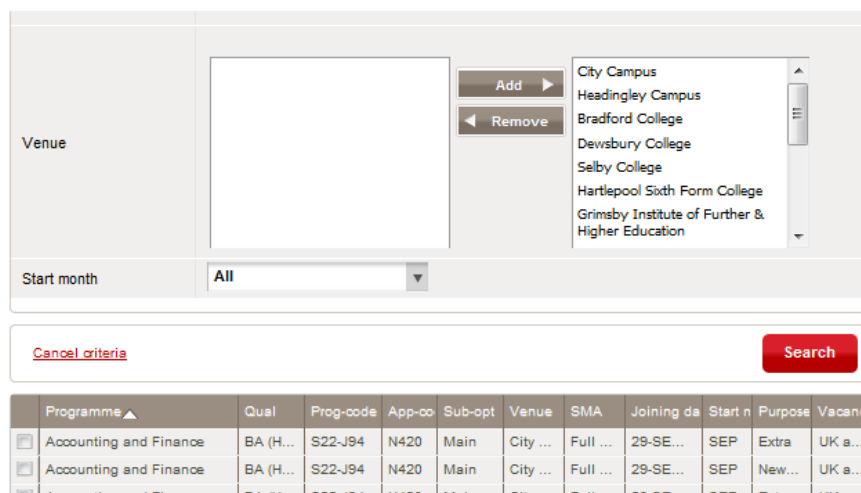 Venue
Add
Remove
City Campus
Headingley Campus
Bradford College
Dewsbury College
Selby College
Hartlepool Sixth Form College
Grimsby Institute of Further &
Higher Education
Start month All
Cancel criteria Search
Programme Qual Prog-code App-co Sub-opt Venue SMA Joining da Start n Purpose Vacan
Accounting and Finance BA (H... S22-J94 N420 Main City ... Full ... 29-SE... SEP Extra UK a...
Accounting and Finance BA (H... S22-J94 N420 Main City ... Full ... 29-SE... SEP New... UK a...